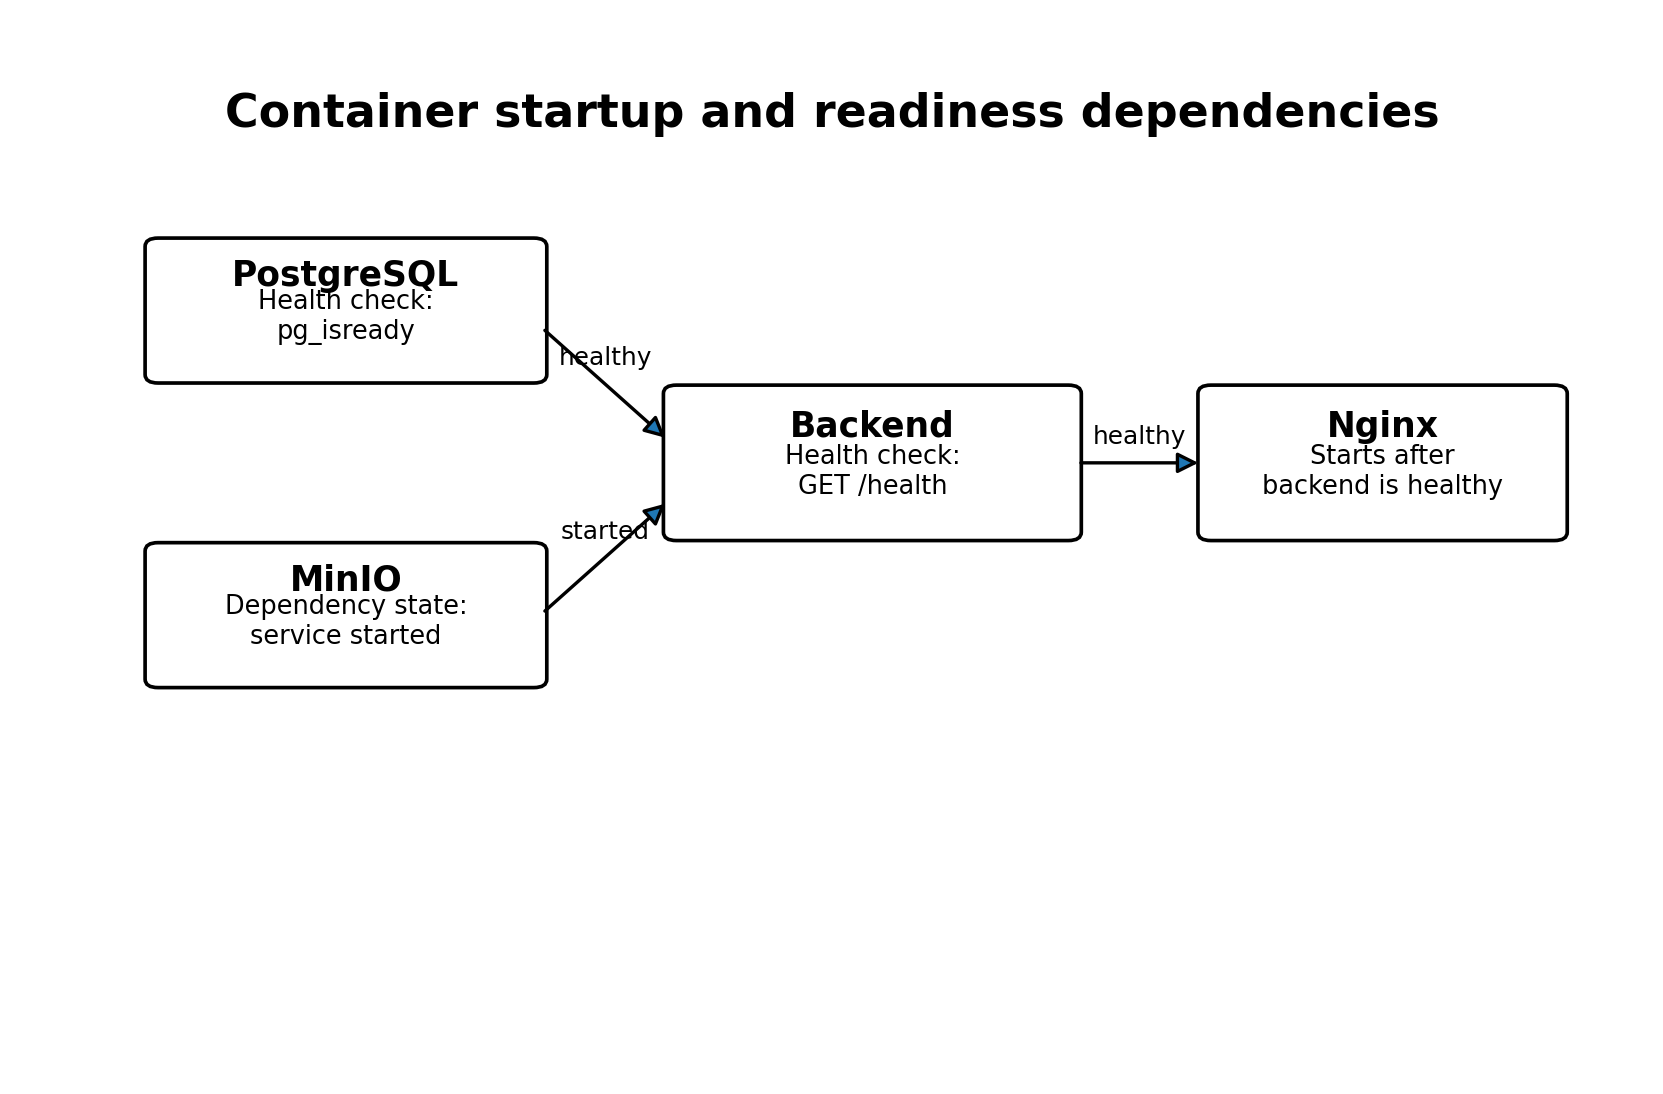 Container startup and readiness dependencies
PostgreSQL
Health check:
pg_isready
healthy
MinIO
Dependency state:
service started
started
Backend
Health check:
GET /health
healthy
Nginx
Starts after
backend is healthy